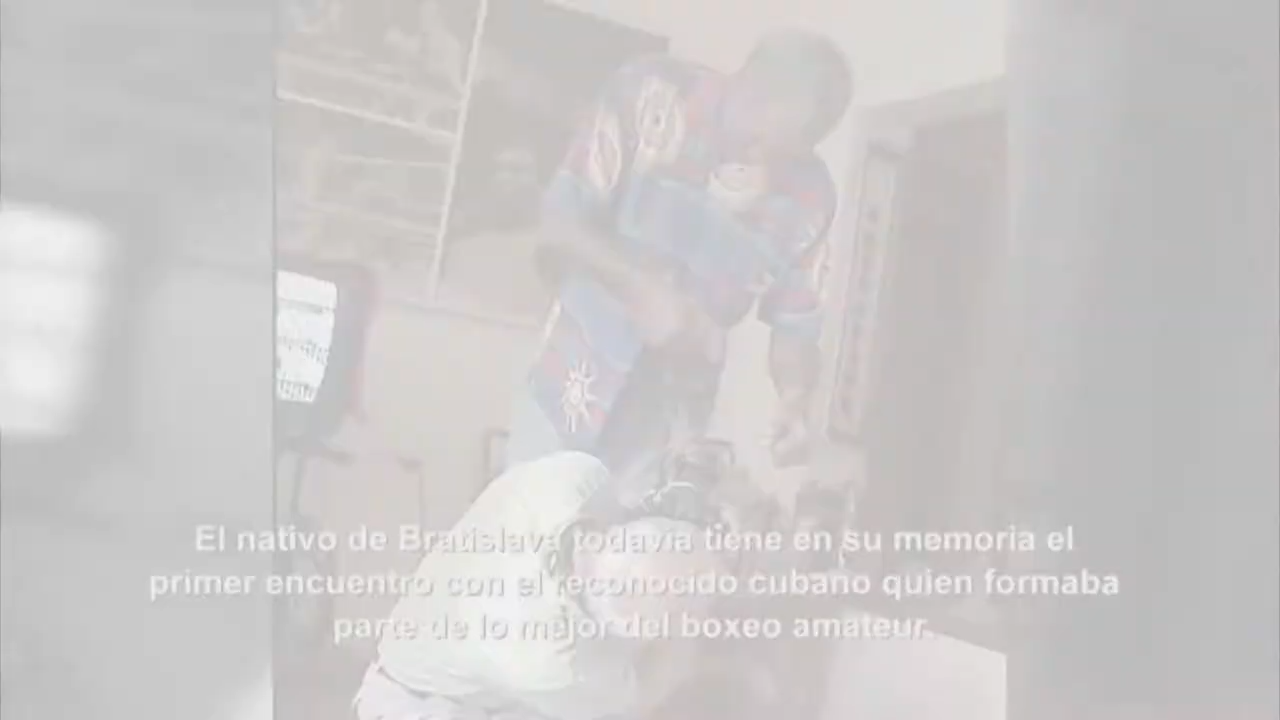 El nativo de Bratislava todavía tiene en su memoria el
primer encuentro con el reconocido cubano quien formaba
parte de lo mejor del boxeo amateur.